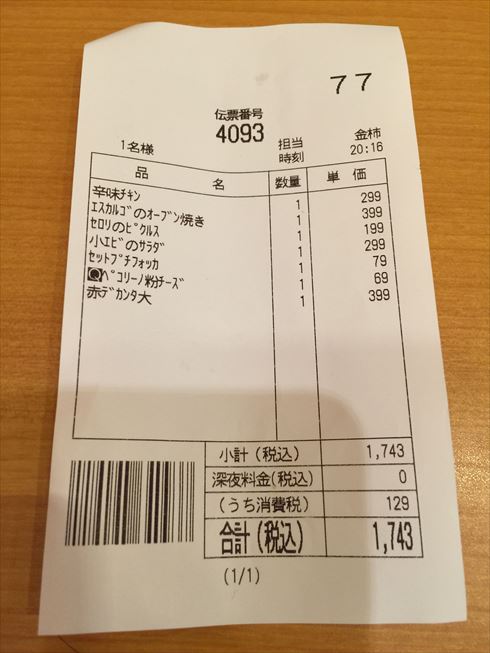 77
伝票番号
4093
1名様 担当 金柿
時刻 20:16
品 名 数量 単価
辛味ﾁｷﾝ 1 299
ｴｽｶﾙｺﾞのｵｰﾌﾞﾝ焼き 1 399
ｾﾛﾘのﾋﾟｸﾙｽ 1 199
小ｴﾋﾞのｻﾗﾀﾞ 1 299
ｾｯﾄﾌﾟﾁﾌｫｯｶ 1 79
Qﾍﾟｺﾘｰﾉ粉ﾁｰｽﾞ 1 69
赤ﾃﾞｶﾝﾀ大 1 399
小計(税込) 1,743
深夜料金(税込) 0
(うち消費税) 129
合計(税込) 1,743
(1/1)